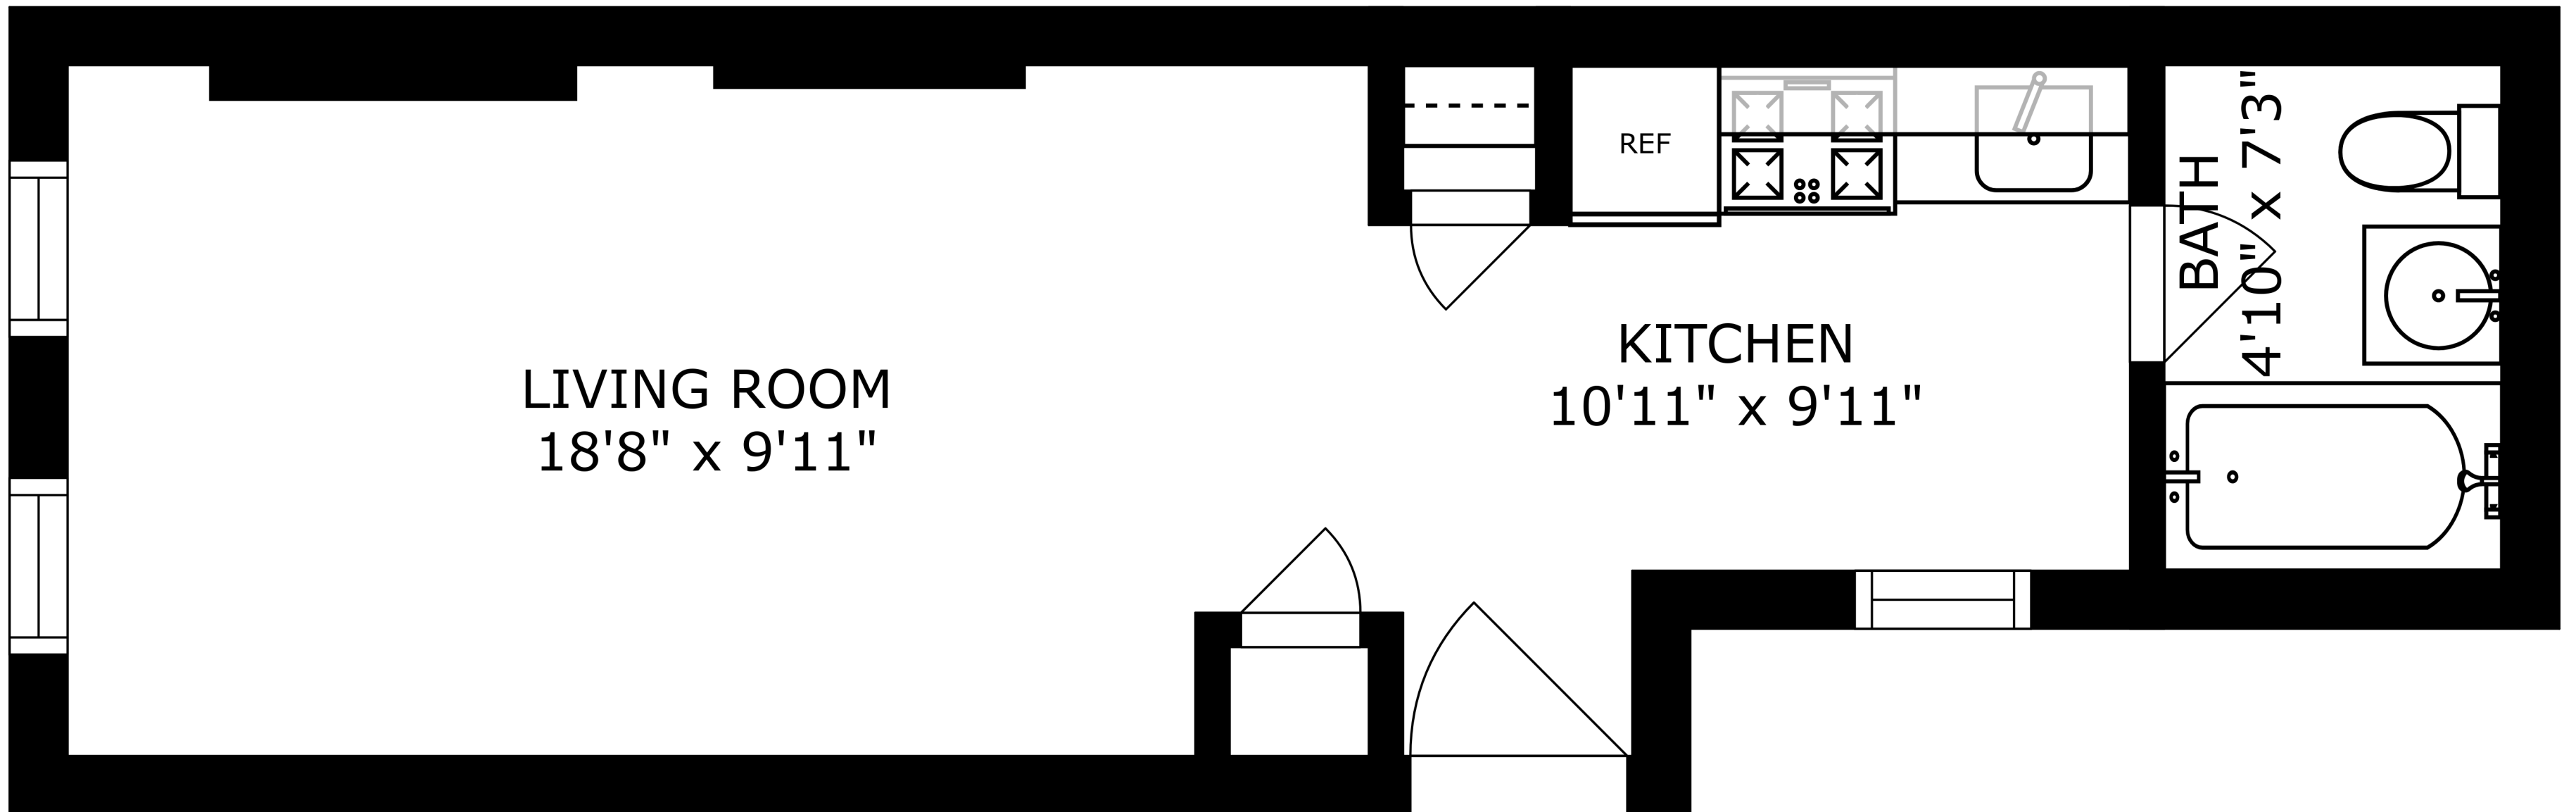 LIVING ROOM
18'8" x 9'11"
REF
KITCHEN
10'11" x 9'11"
BATH
4'10" x 7'3"